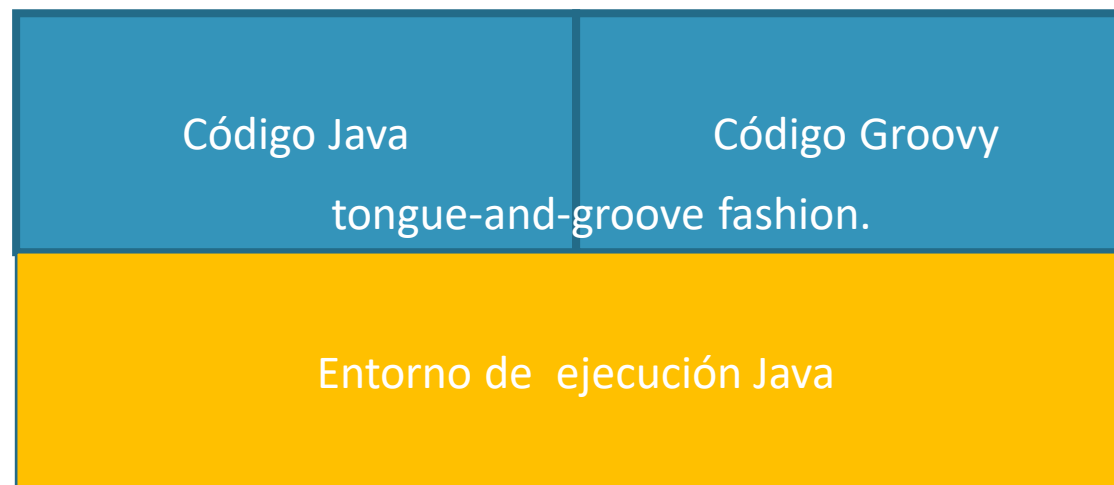 Código Java
Código Groovy
tongue-and-groove fashion.
Entorno de  ejecución Java